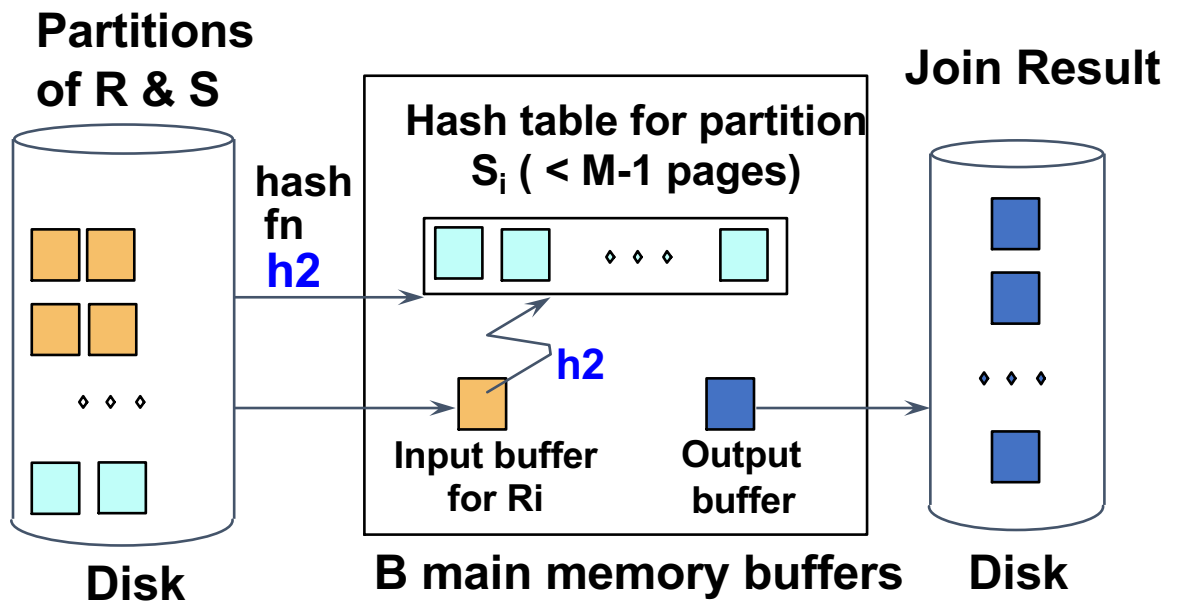 Partitions
of R & S
Join Result
Hash table for partition
Sᵢ ( < M-1 pages)
hash
fn
h2
h2
Input buffer
for Ri
Output
buffer
Disk
B main memory buffers
Disk